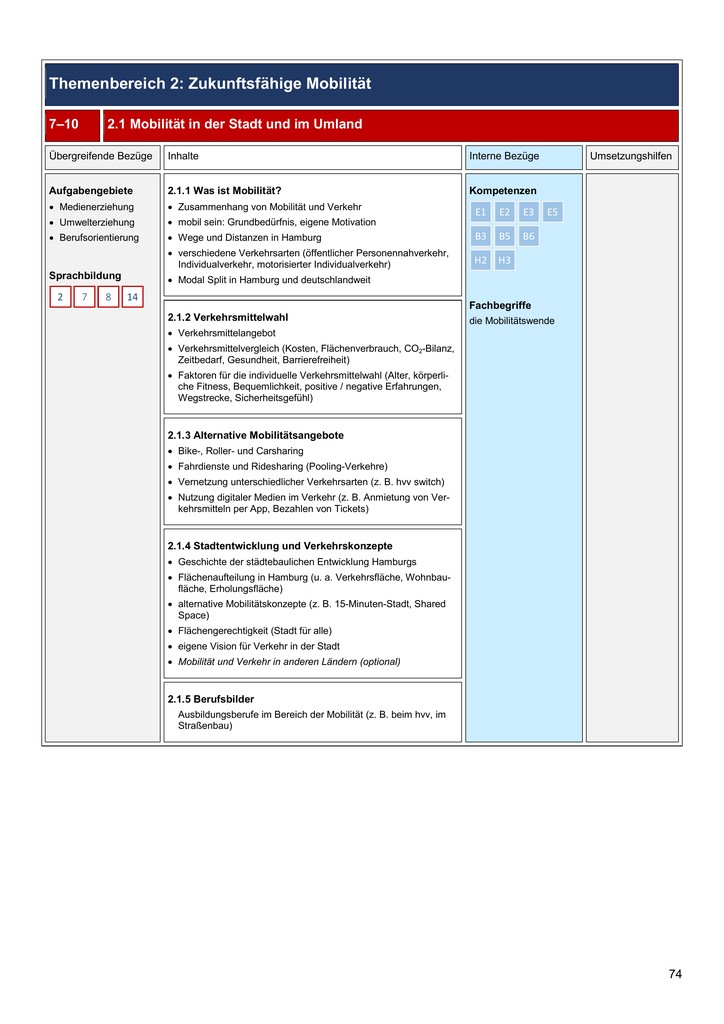 Themenbereich 2: Zukunftsfähige Mobilität
7–10
2.1 Mobilität in der Stadt und im Umland
Übergreifende Bezüge
Inhalte
Interne Bezüge
Umsetzungshilfen
Aufgabengebiete
• Medienerziehung
• Umwelterziehung
• Berufsorientierung
Sprachbildung
2 7 8 14
2.1.1 Was ist Mobilität?
• Zusammenhang von Mobilität und Verkehr
• mobil sein: Grundbedürfnis, eigene Motivation
• Wege und Distanzen in Hamburg
• verschiedene Verkehrsarten (öffentlicher Personennahverkehr,
Individualverkehr, motorisierter Individualverkehr)
• Modal Split in Hamburg und deutschlandweit
2.1.2 Verkehrsmittelwahl
• Verkehrsmittelangebot
• Verkehrsmittelvergleich (Kosten, Flächenverbrauch, CO₂-Bilanz,
Zeitbedarf, Gesundheit, Barrierefreiheit)
• Faktoren für die individuelle Verkehrsmittelwahl (Alter, körperli-
che Fitness, Bequemlichkeit, positive / negative Erfahrungen,
Wegstrecke, Sicherheitsgefühl)
2.1.3 Alternative Mobilitätsangebote
• Bike-, Roller- und Carsharing
• Fahrdienste und Ridesharing (Pooling-Verkehre)
• Vernetzung unterschiedlicher Verkehrsarten (z. B. hvv switch)
• Nutzung digitaler Medien im Verkehr (z. B. Anmietung von Ver-
kehrsmitteln per App, Bezahlen von Tickets)
2.1.4 Stadtentwicklung und Verkehrskonzepte
• Geschichte der städtebaulichen Entwicklung Hamburgs
• Flächenaufteilung in Hamburg (u. a. Verkehrsfläche, Wohnbau-
fläche, Erholungsfläche)
• alternative Mobilitätskonzepte (z. B. 15-Minuten-Stadt, Shared
Space)
• Flächengerechtigkeit (Stadt für alle)
• eigene Vision für Verkehr in der Stadt
• Mobilität und Verkehr in anderen Ländern (optional)
2.1.5 Berufsbilder
Ausbildungsberufe im Bereich der Mobilität (z. B. beim hvv, im
Straßenbau)
Kompetenzen
E1 E2 E3 E5
B3 B5 B6
H2 H3
Fachbegriffe
die Mobilitätswende
74